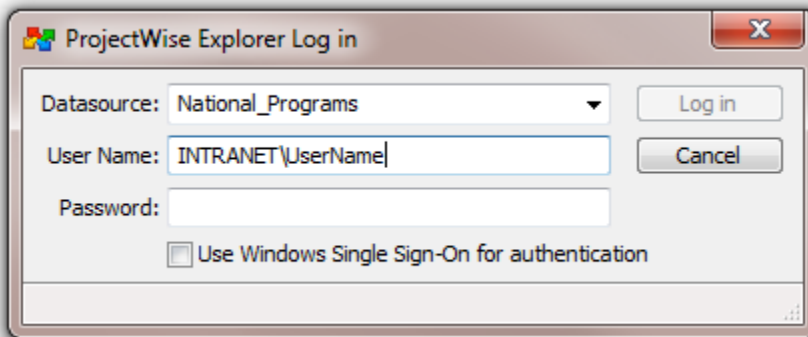 ProjectWise Explorer Log in
Datasource: National_Programs Log in
User Name: INTRANET\UserName Cancel
Password:
Use Windows Single Sign-On for authentication